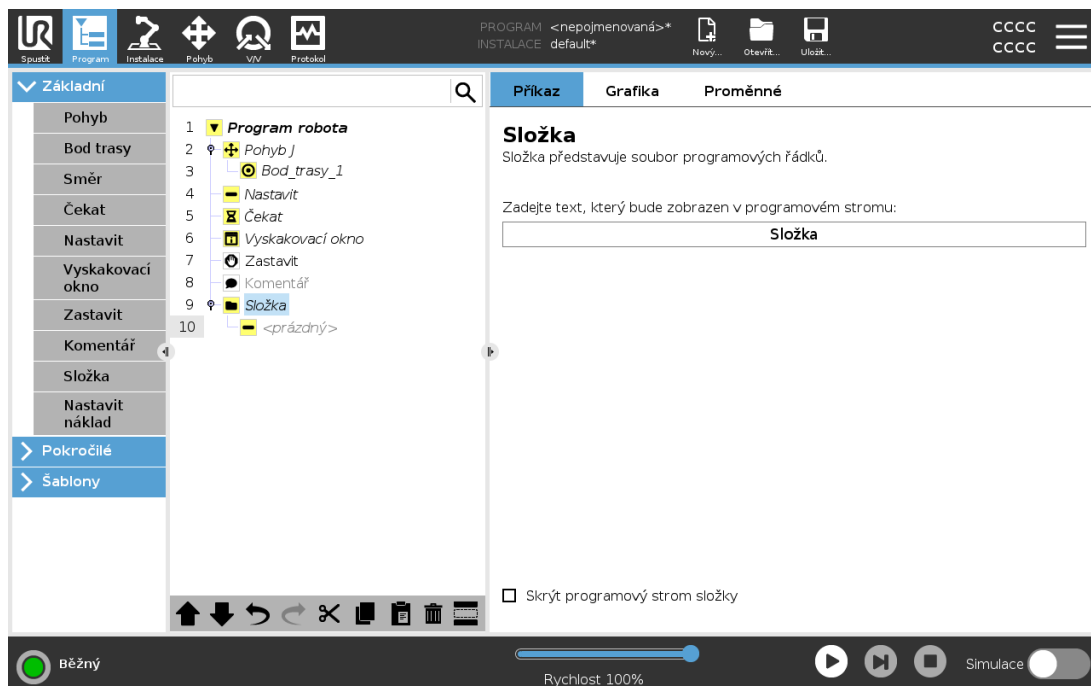 UR
Spustit
Program
Instalace
Pohyb
V/V
Protokol
PROGRAM <nepojmenovaná>*
INSTALACE default*
Nový...
Otevřít...
Uložit...
CCCC
CCCC
Základní
Pohyb
Bod trasy
Směr
Čekat
Nastavit
Vyskakovací
okno
Zastavit
Komentář
Složka
Nastavit
náklad
Pokročilé
Šablony
1 Program robota
2 Pohyb J
3 Bod_trasy_1
4 Nastavit
5 Čekat
6 Vyskakovací okno
7 Zastavit
8 Komentář
9 Složka
10 <prázdný>
Příkaz Grafika Proměnné
Složka
Složka představuje soubor programových řádků.
Zadejte text, který bude zobrazen v programovém stromu:
Složka
Skrýt programový strom složky
Běžný
Rychlost 100%
Simulace